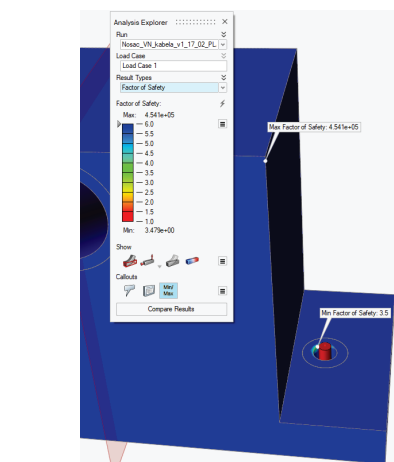 Analysis Explorer
Run
Nosac_VN_kabela_v1_17_02_PL
Load Case
Load Case 1
Result Types
Factor of Safety
Factor of Safety:
Max: 4.541e+05
6.0
5.5
5.0
4.5
4.0
3.5
3.0
2.5
2.0
1.5
1.0
Min: 3.479e+00
Show
Callouts
Min/
Max
Compare Results
Max Factor of Safety: 4.541e+05
Min Factor of Safety: 3.5